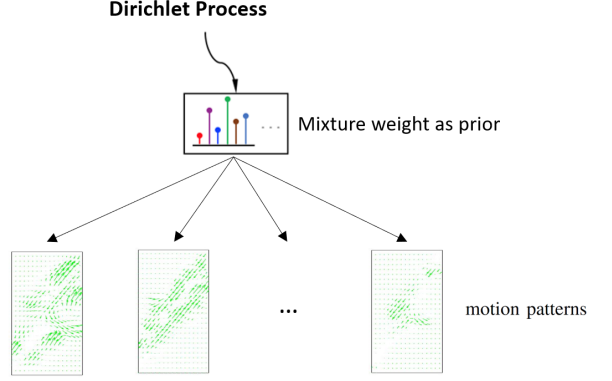 Dirichlet Process
...
Mixture weight as prior
...
motion patterns